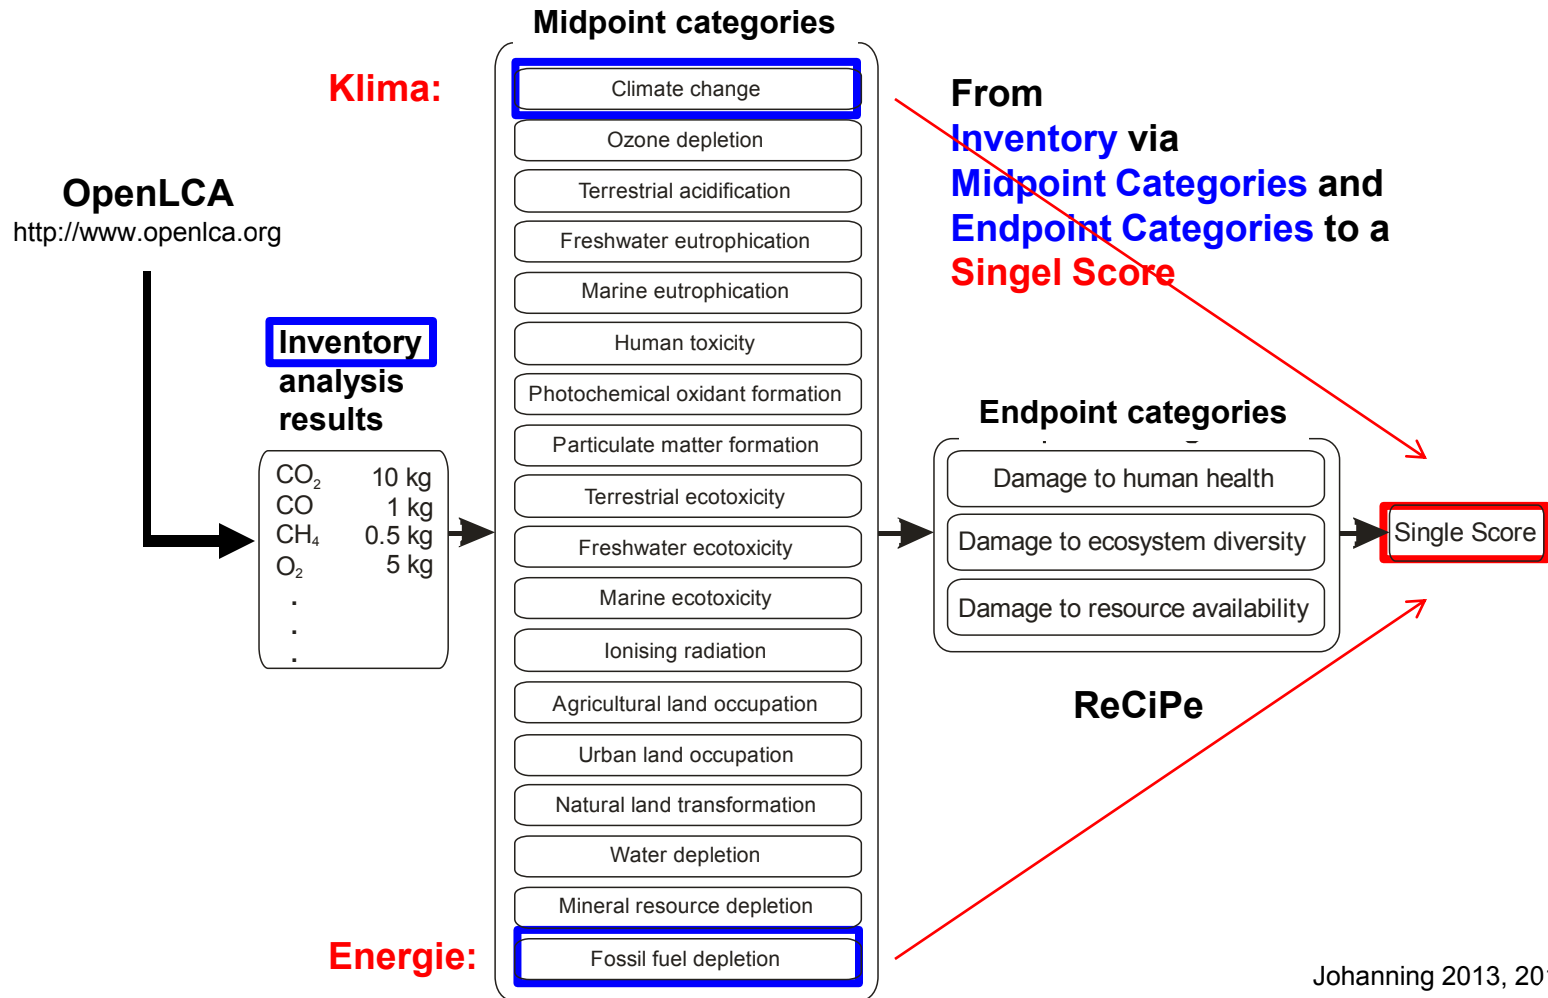 Midpoint categories
Klima:
Climate change
Ozone depletion
Terrestrial acidification
Freshwater eutrophication
Marine eutrophication
Human toxicity
Photochemical oxidant formation
Particulate matter formation
Terrestrial ecotoxicity
Freshwater ecotoxicity
Marine ecotoxicity
Ionising radiation
Agricultural land occupation
Urban land occupation
Natural land transformation
Water depletion
Mineral resource depletion
Energie:
Fossil fuel depletion
OpenLCA
http://www.openlca.org
Inventory
analysis
results
CO₂ 10 kg
CO 1 kg
CH₄ 0.5 kg
O₂ 5 kg
.
.
.
From
Inventory via
Midpoint Categories and
Endpoint Categories to a
Singel Score
Endpoint categories
Damage to human health
Damage to ecosystem diversity
Damage to resource availability
Single Score
ReCiPe
Johanning 2013, 20